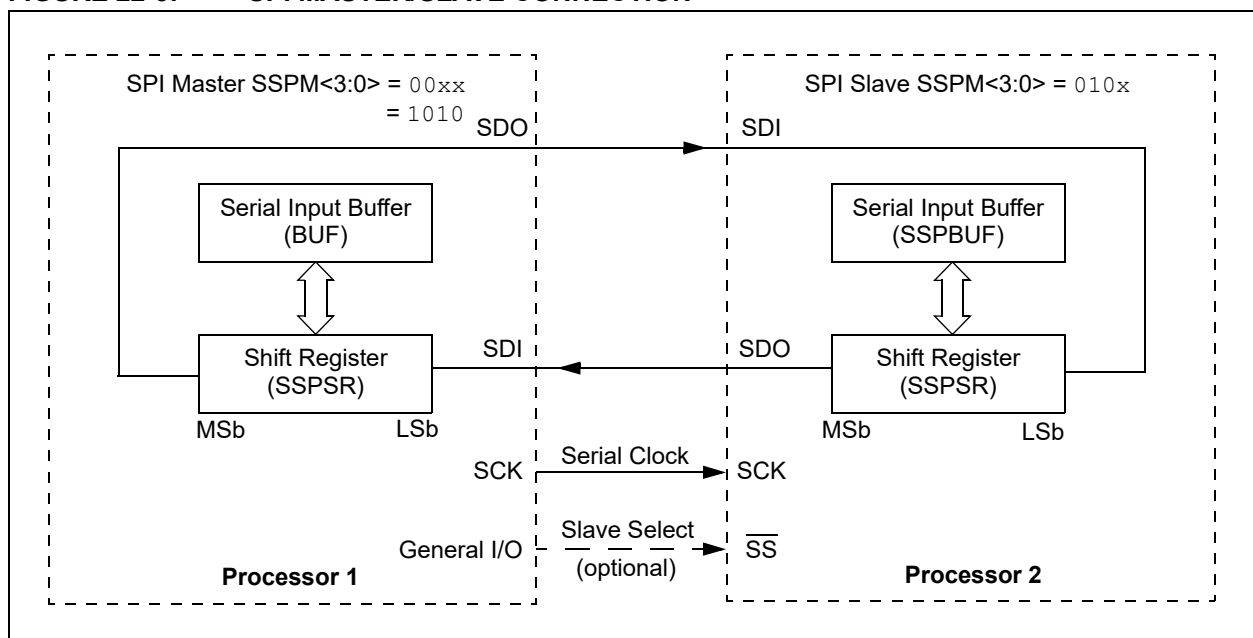 SPI Master SSPM<3:0> = 00xx
= 1010
SPI Slave SSPM<3:0> = 010x
SDO
SDI
Serial Input Buffer
(BUF)
Serial Input Buffer
(SSPBUF)
Shift Register
(SSPSR)
MSb
LSb
SDI
SDO
Shift Register
(SSPSR)
MSb
LSb
SCK
Serial Clock
SCK
General I/O
Slave Select
(optional)
SS
Processor 1
Processor 2